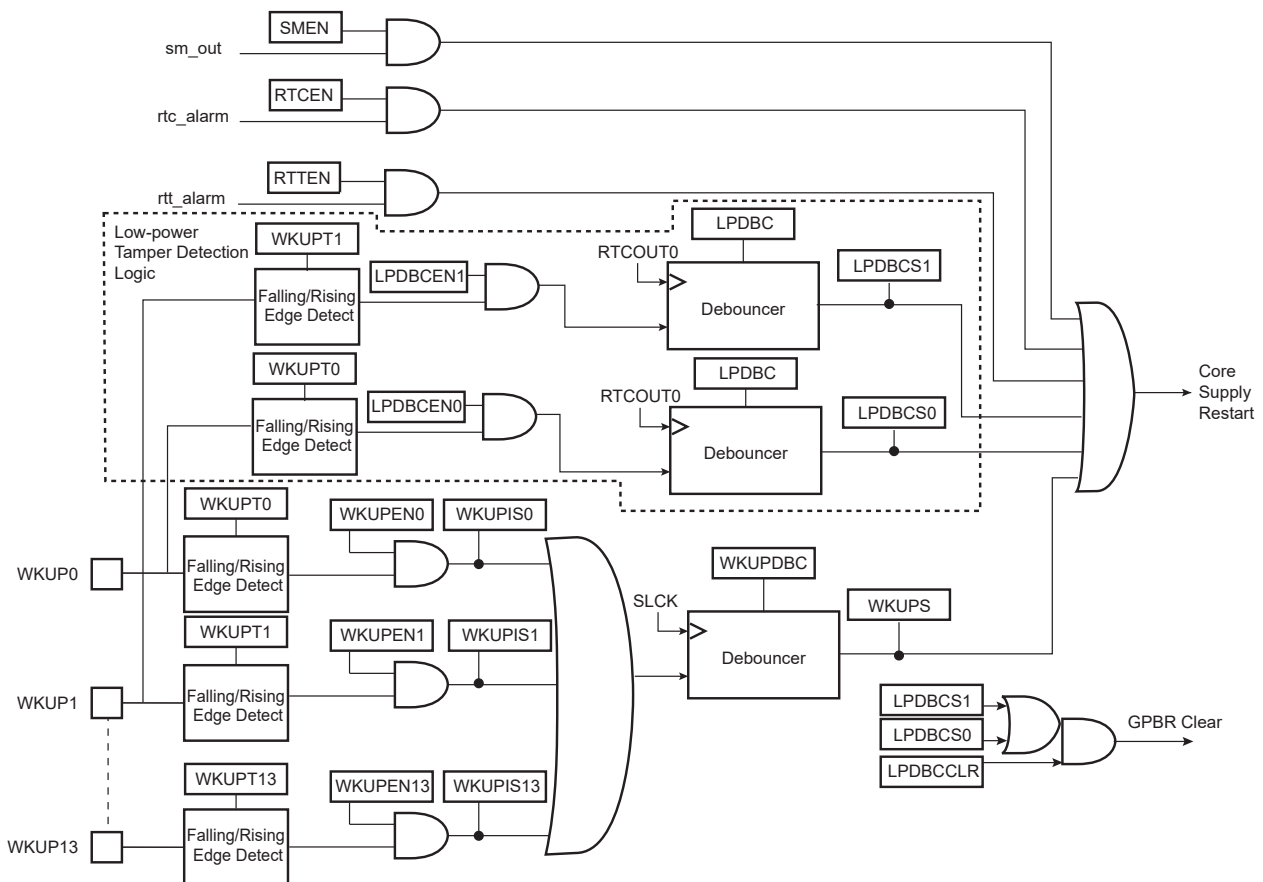 SMEN
sm_out
RTCEN
rtc_alarm
RTTEN
rtt_alarm
Low-power
Tamper Detection
Logic
WKUPT1
LPDBCEN1
Falling/Rising
Edge Detect
RTCOUT0
LPDBC
Debouncer
LPDBCS1
WKUPT0
LPDBCEN0
Falling/Rising
Edge Detect
RTCOUT0
LPDBC
Debouncer
LPDBCS0
Core
Supply
Restart
WKUP0
WKUPT0
Falling/Rising
Edge Detect
WKUPEN0
WKUPIS0
WKUP1
WKUPT1
Falling/Rising
Edge Detect
WKUPEN1
WKUPIS1
SLCK
WKUPDBC
Debouncer
WKUPS
WKUP13
WKUPT13
Falling/Rising
Edge Detect
WKUPEN13
WKUPIS13
LPDBCS1
LPDBCS0
LPDBCCLR
GPBR Clear